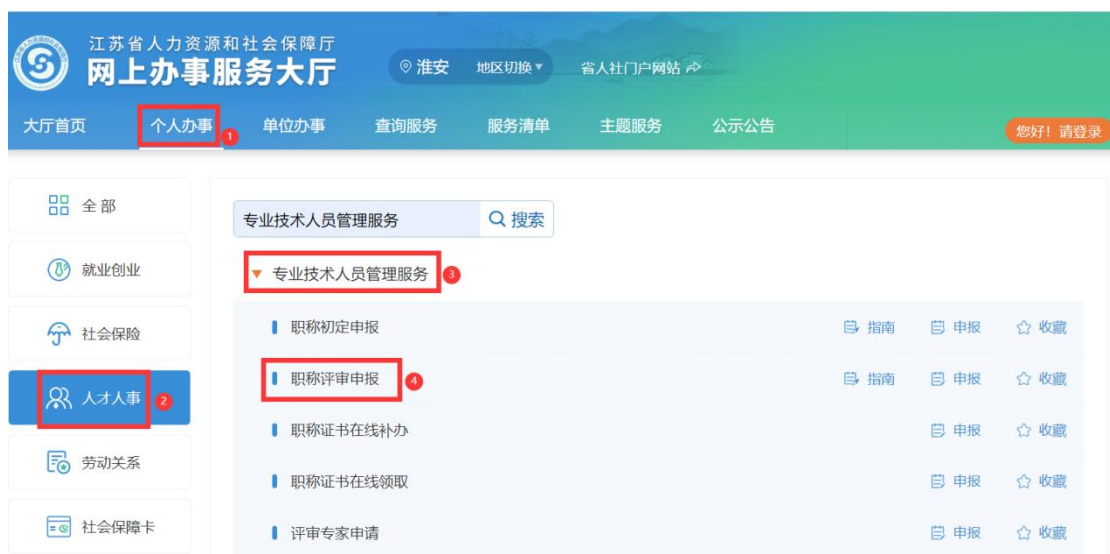 江苏省人力资源和社会保障厅
网上办事服务大厅
淮安 地区切换▼ 省人社门户网站
大厅首页 个人办事 1 单位办事 查询服务 服务清单 主题服务 公示公告 您好！请登录
全部
专业技术人员管理服务 搜索
就业创业
▼ 专业技术人员管理服务 3
职称初定申报 指南 申报 收藏
社会保险
职称评审申报 4 指南 申报 收藏
人才人事 2
职称证书在线补办 申报 收藏
劳动关系
职称证书在线领取 申报 收藏
社会保障卡
评审专家申请 申报 收藏